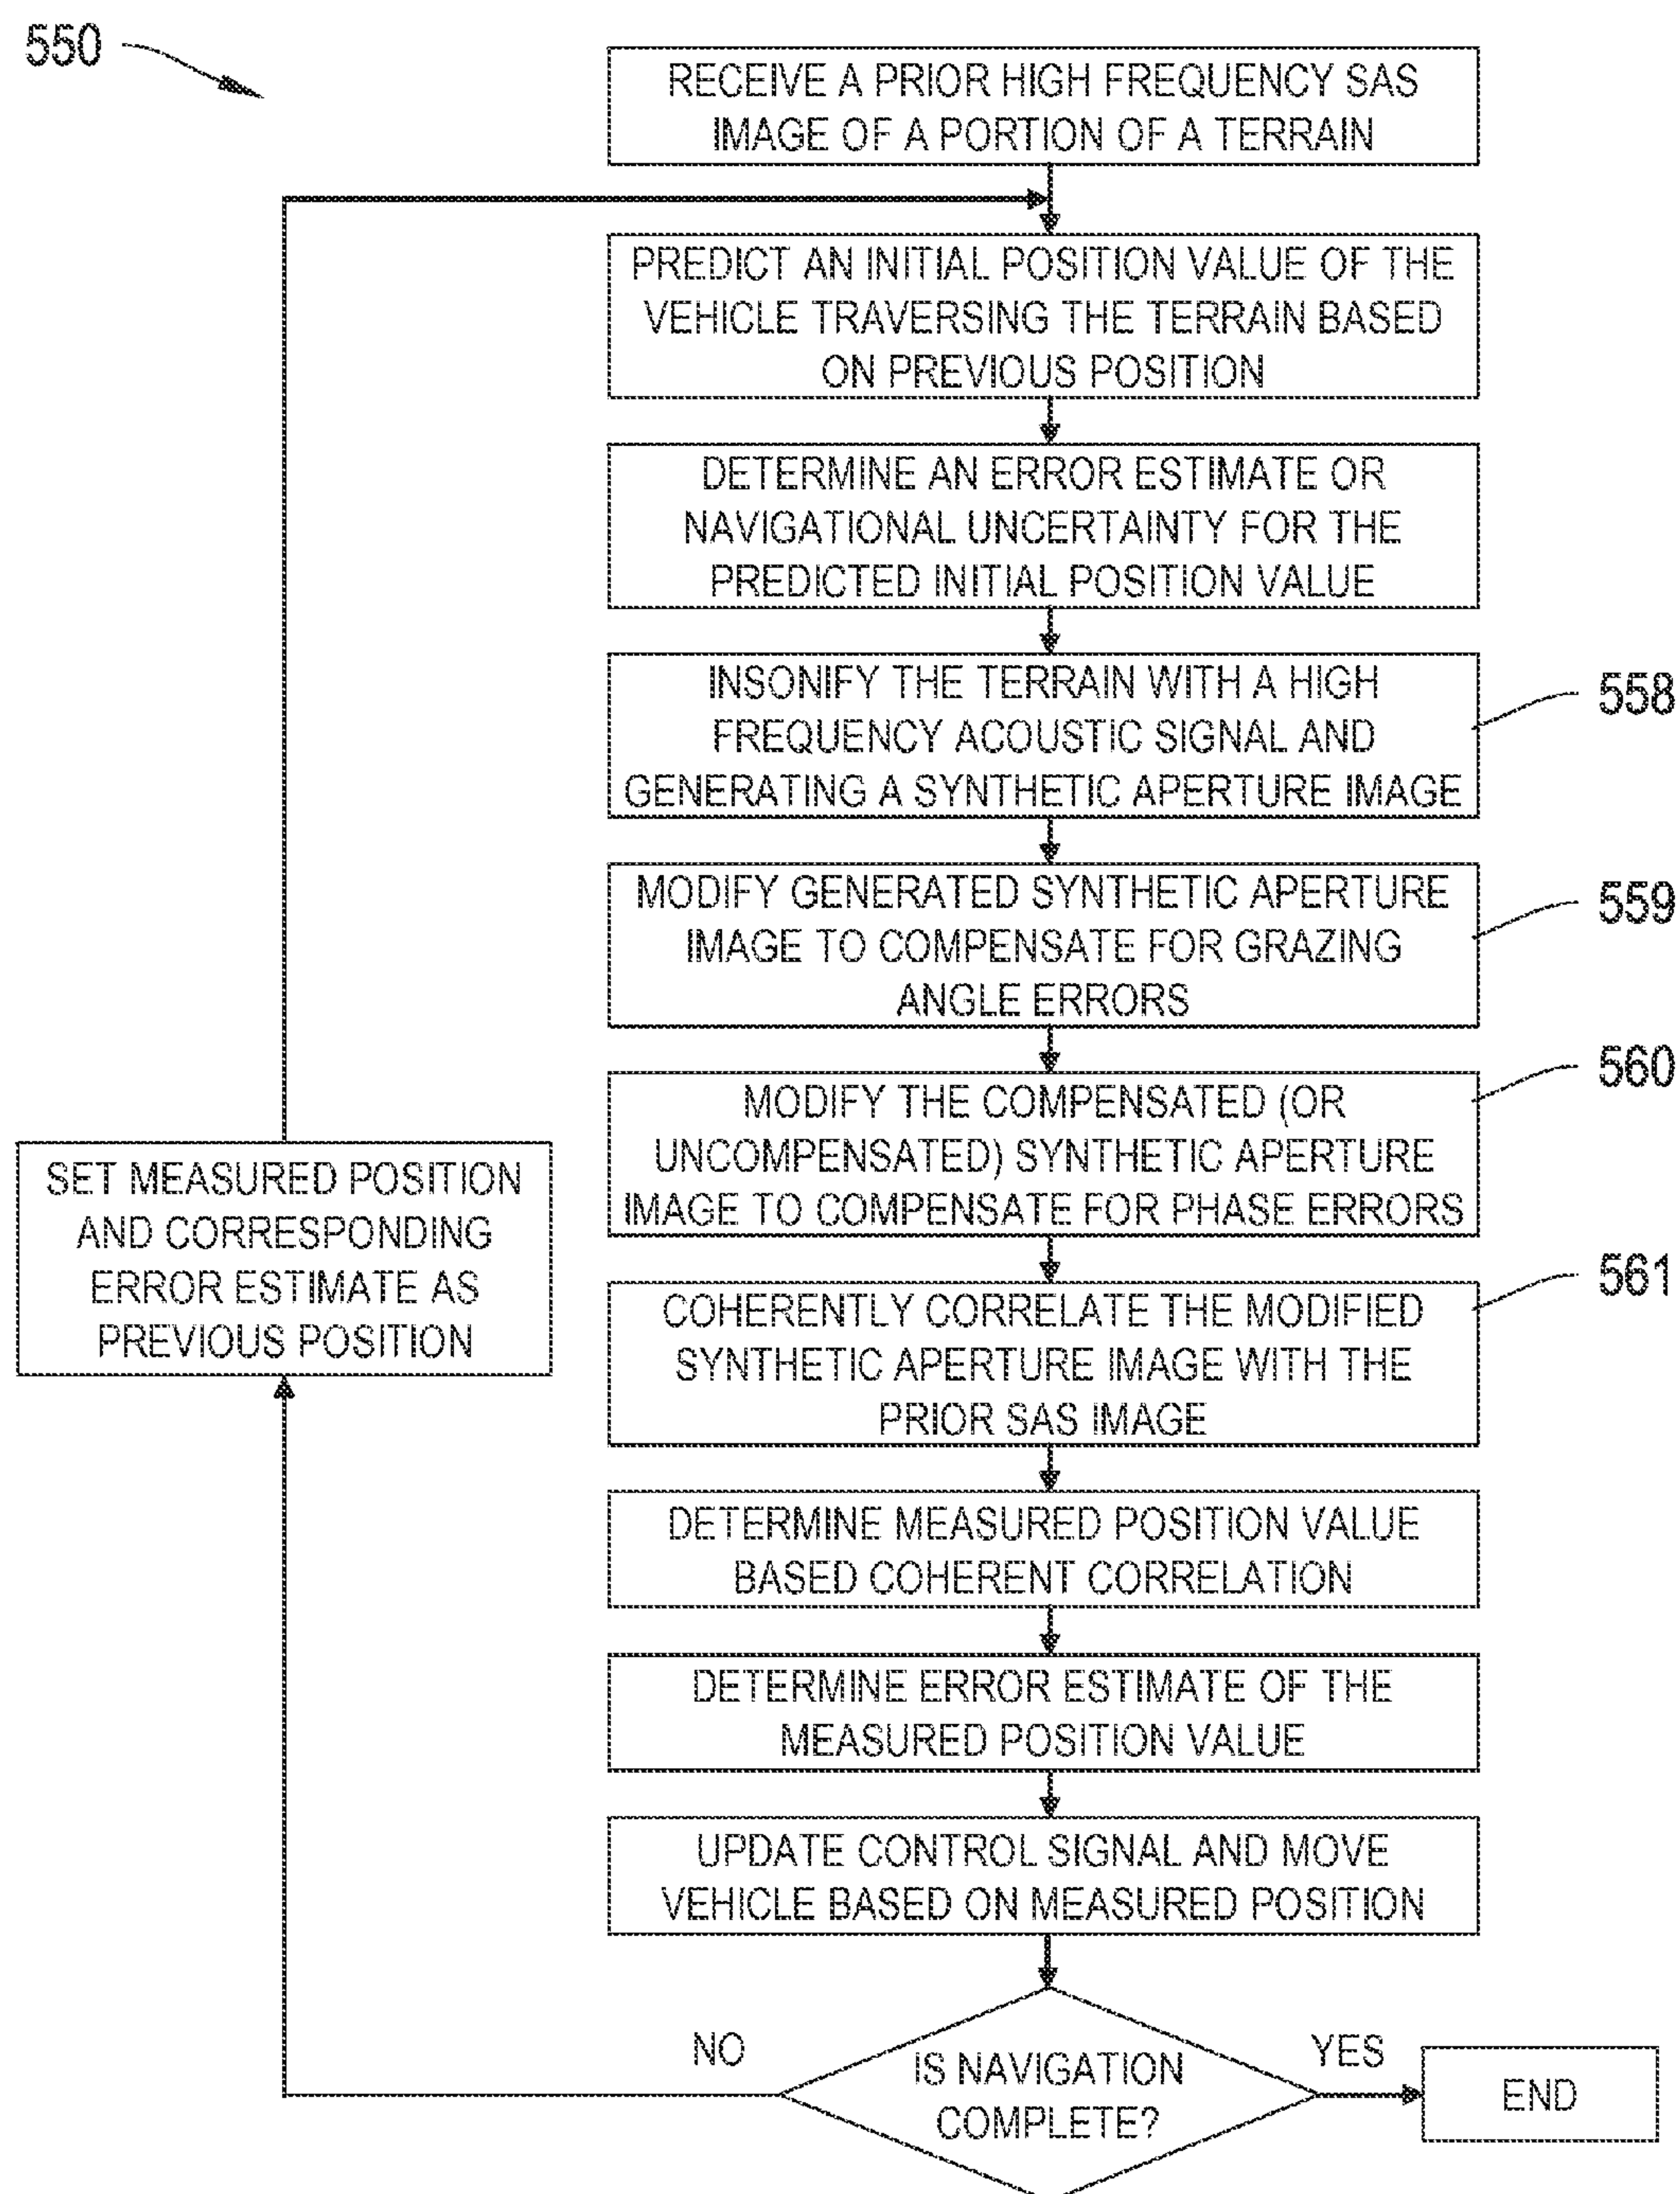 550
RECEIVE A PRIOR HIGH FREQUENCY SAS
IMAGE OF A PORTION OF A TERRAIN
PREDICT AN INITIAL POSITION VALUE OF THE
VEHICLE TRAVERSING THE TERRAIN BASED
ON PREVIOUS POSITION
DETERMINE AN ERROR ESTIMATE OR
NAVIGATIONAL UNCERTAINTY FOR THE
PREDICTED INITIAL POSITION VALUE
INSONIFY THE TERRAIN WITH A HIGH
FREQUENCY ACOUSTIC SIGNAL AND
GENERATING A SYNTHETIC APERTURE IMAGE
558
MODIFY GENERATED SYNTHETIC APERTURE
IMAGE TO COMPENSATE FOR GRAZING
ANGLE ERRORS
559
MODIFY THE COMPENSATED (OR
UNCOMPENSATED) SYNTHETIC APERTURE
IMAGE TO COMPENSATE FOR PHASE ERRORS
560
COHERENTLY CORRELATE THE MODIFIED
SYNTHETIC APERTURE IMAGE WITH THE
PRIOR SAS IMAGE
561
SET MEASURED POSITION
AND CORRESPONDING
ERROR ESTIMATE AS
PREVIOUS POSITION
DETERMINE MEASURED POSITION VALUE
BASED COHERENT CORRELATION
DETERMINE ERROR ESTIMATE OF THE
MEASURED POSITION VALUE
UPDATE CONTROL SIGNAL AND MOVE
VEHICLE BASED ON MEASURED POSITION
NO
IS NAVIGATION
COMPLETE?
YES
END